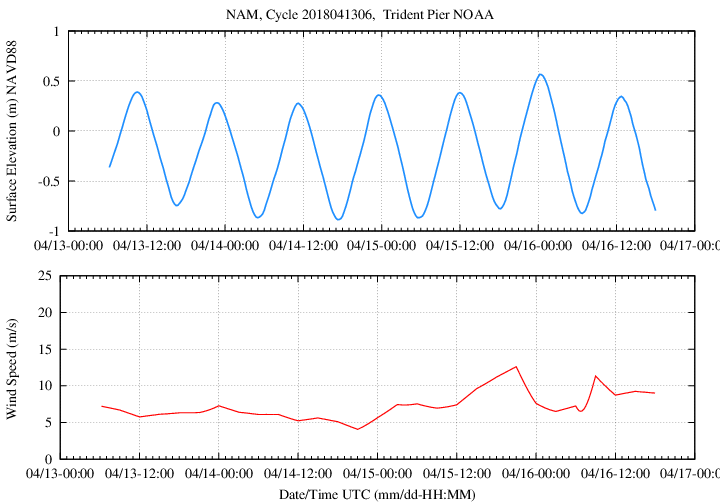 NAM, Cycle 2018041306,  Trident Pier NOAA
Surface Elevation (m) NAVD88
1
0.5
0
-0.5
-1
04/13-00:00 04/13-12:00 04/14-00:00 04/14-12:00 04/15-00:00 04/15-12:00 04/16-00:00 04/16-12:00 04/17-0
Wind Speed (m/s)
25
20
15
10
5
0
04/13-00:00 04/13-12:00 04/14-00:00 04/14-12:00 04/15-00:00 04/15-12:00 04/16-00:00 04/16-12:00 04/17-0
Date/Time UTC (mm/dd-HH:MM)